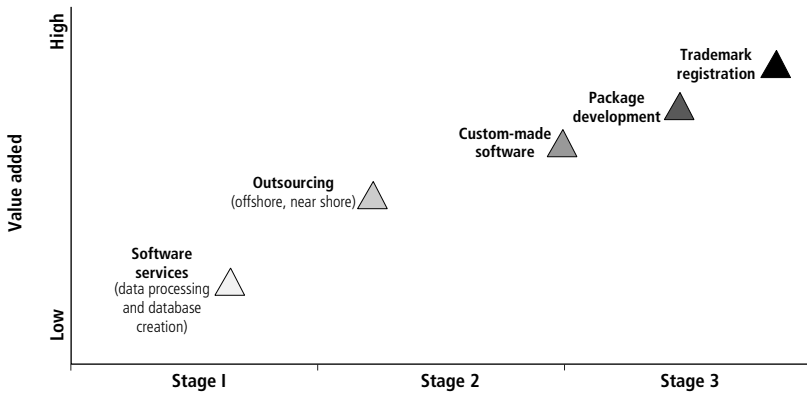 High
Value added
Low
Trademark
registration
Package
development
Custom-made
software
Outsourcing
(offshore, near shore)
Software
services
(data processing
and database
creation)
Stage I
Stage 2
Stage 3